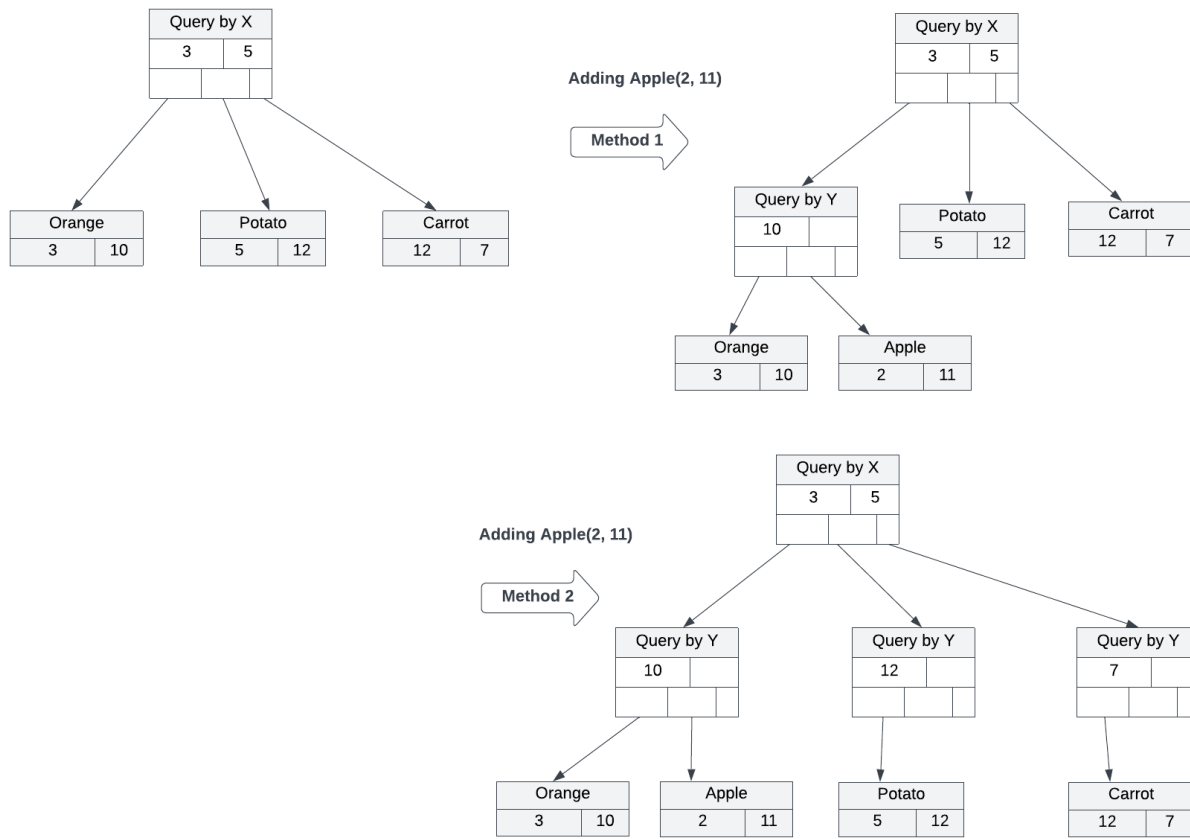 Query by X
3 5
Orange
3 10
Potato
5 12
Carrot
12 7
Adding Apple(2, 11)
Method 1
Query by X
3 5
Query by Y
10
Potato
5 12
Carrot
12 7
Orange
3 10
Apple
2 11
Adding Apple(2, 11)
Method 2
Query by X
3 5
Query by Y
10
Query by Y
12
Query by Y
7
Orange
3 10
Apple
2 11
Potato
5 12
Carrot
12 7